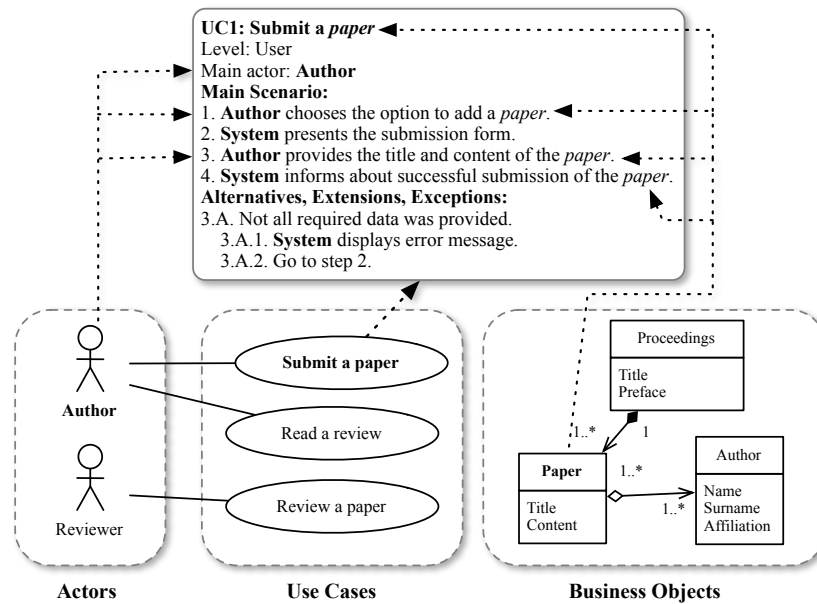 UC1: Submit a paper
Level: User
Main actor: Author
Main Scenario:
1. Author chooses the option to add a paper.
2. System presents the submission form.
3. Author provides the title and content of the paper.
4. System informs about successful submission of the paper.
Alternatives, Extensions, Exceptions:
3.A. Not all required data was provided.
3.A.1. System displays error message.
3.A.2. Go to step 2.
Author
Reviewer
Submit a paper
Read a review
Review a paper
Proceedings
Title
Preface
1..*
1
Paper
Title
Content
1..*
1..*
Author
Name
Surname
Affiliation
Actors
Use Cases
Business Objects